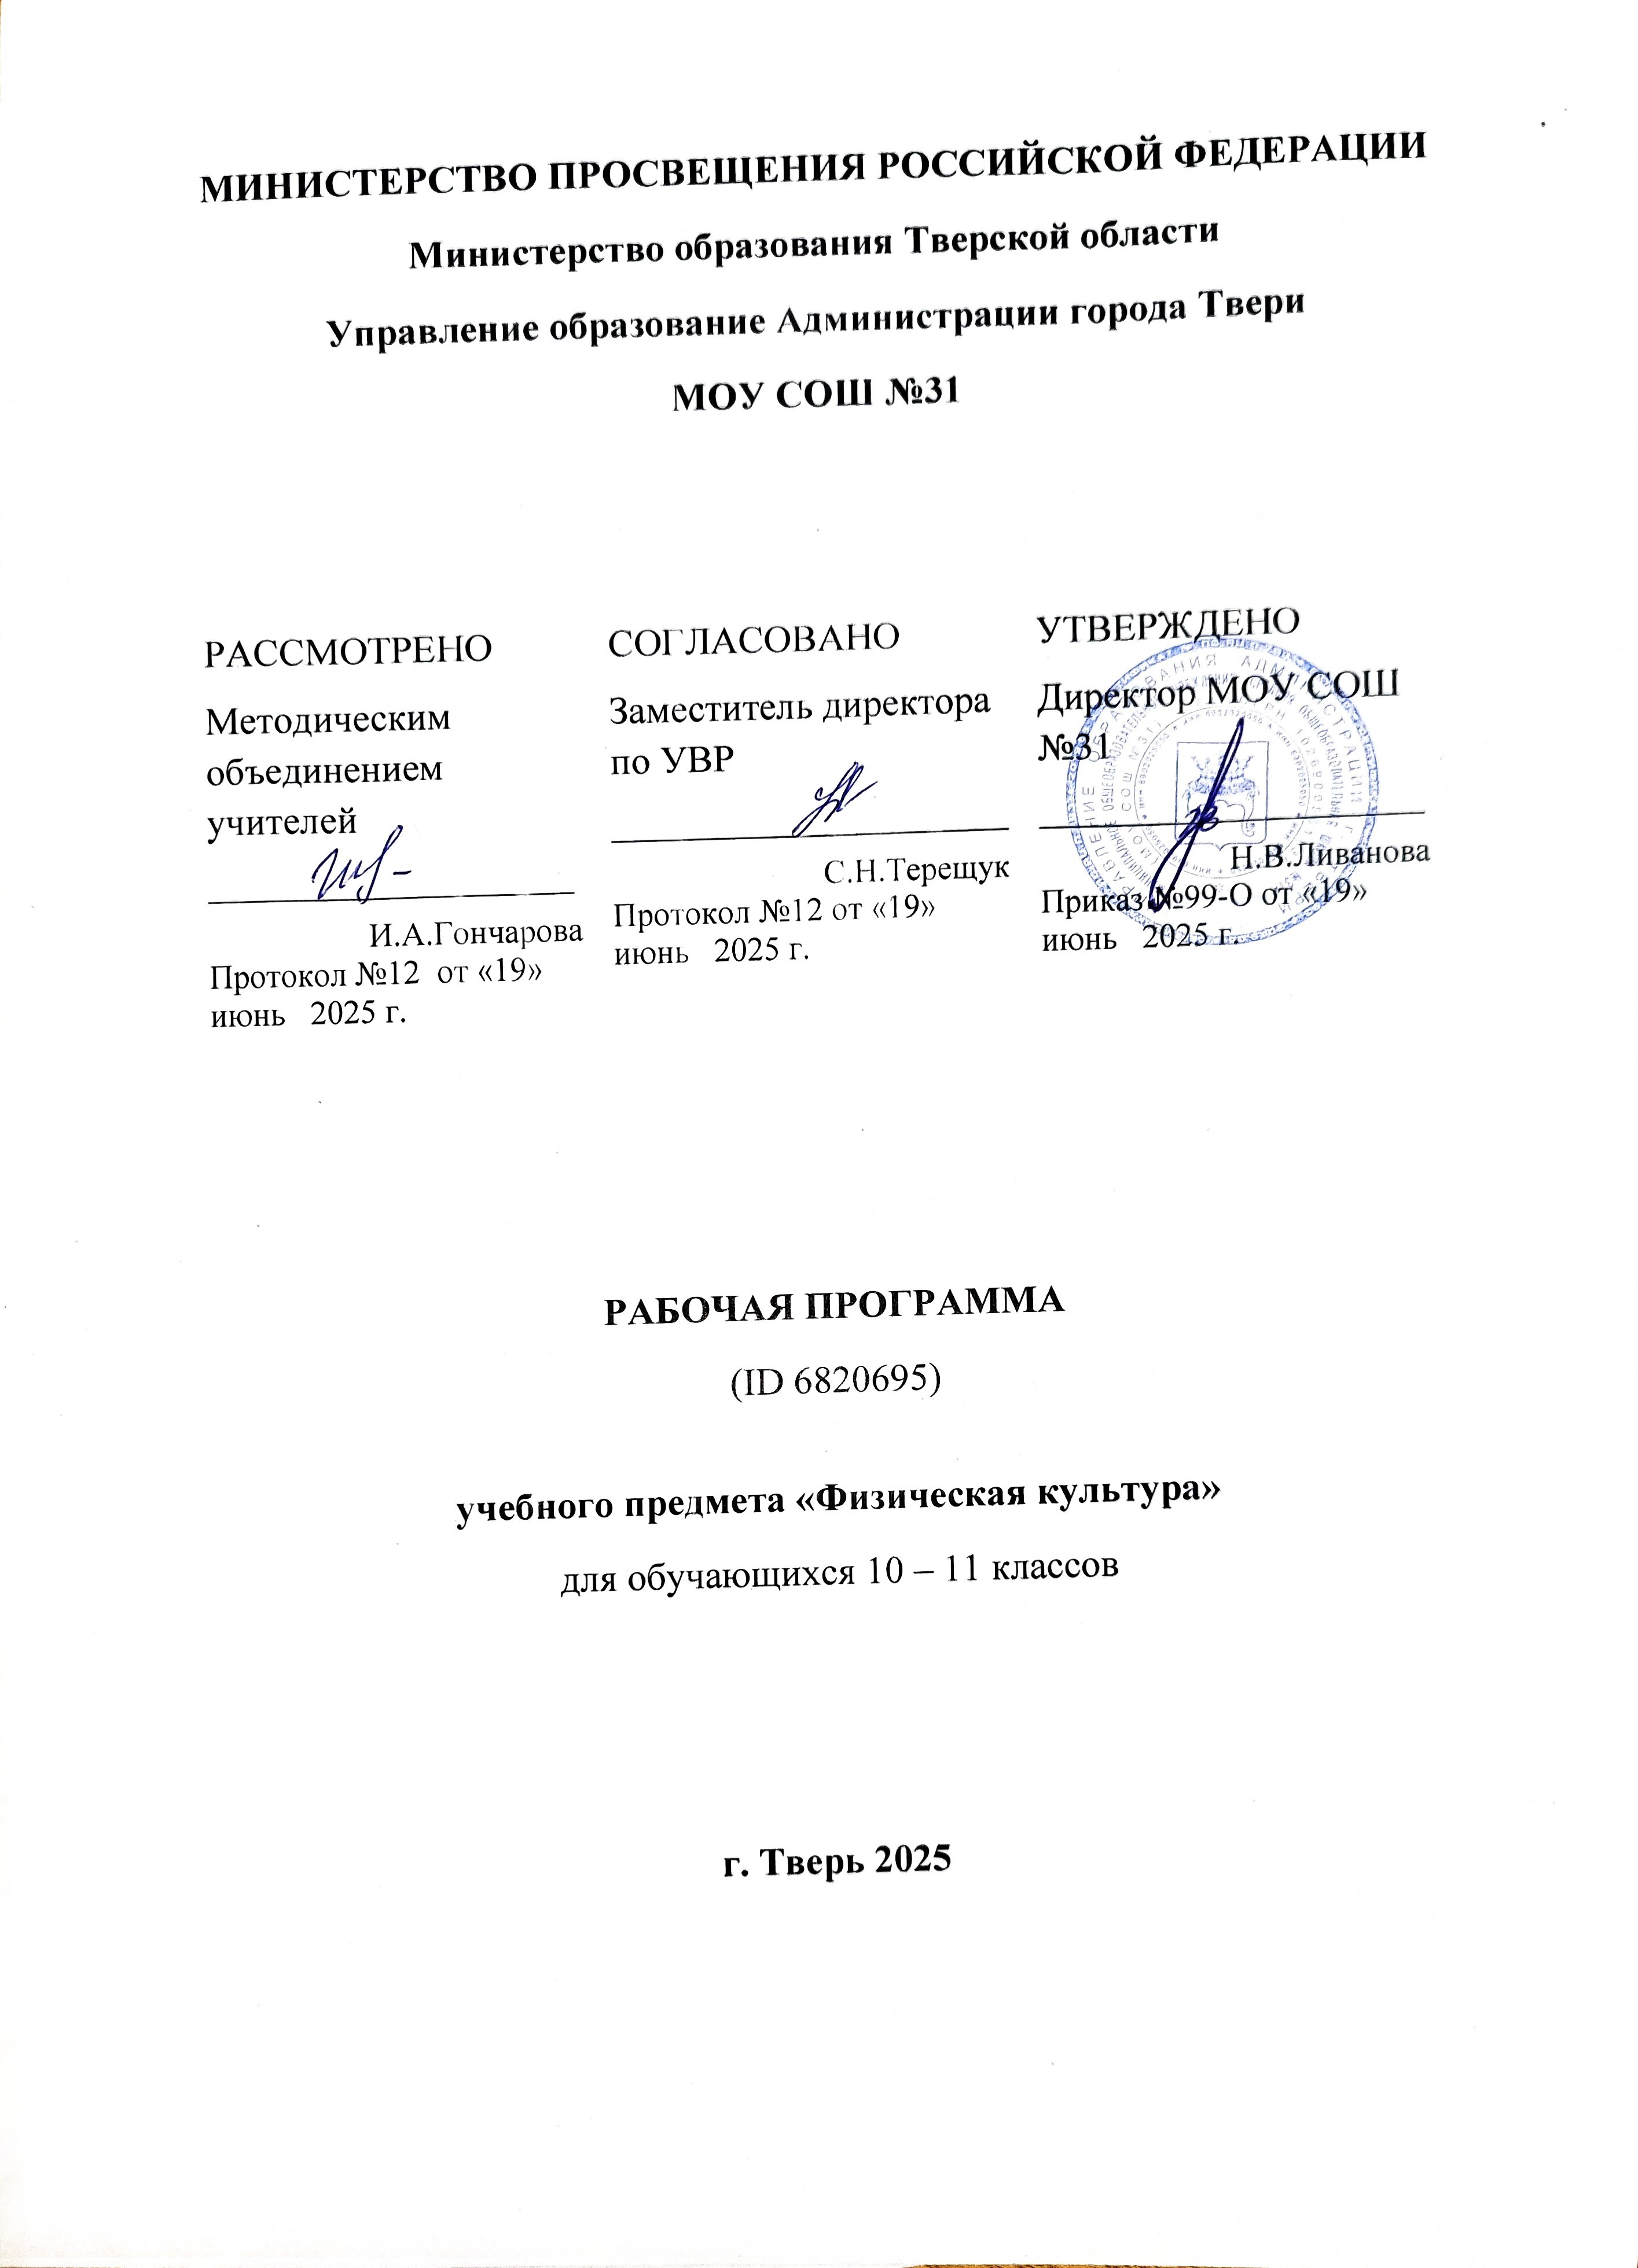 МИНИСТЕРСТВО ПРОСВЕЩЕНИЯ РОССИЙСКОЙ ФЕДЕРАЦИИ
Министерство образования Тверской области
Управление образование Администрации города Твери
МОУ СОШ №31
РАССМОТРЕНО
Методическим
объединением
учителей
И.А.Гончарова
Протокол №12 от «19»
июнь 2025 г.
СОГЛАСОВАНО
Заместитель директора
по УВР
С.Н.Терещук
Протокол №12 от «19»
июнь 2025 г.
УТВЕРЖДЕНО
Директор МОУ СОШ
№31
Н.В.Ливанова
Приказ №99-О от «19»
июнь 2025 г.
РАБОЧАЯ ПРОГРАММА
(ID 6820695)
учебного предмета «Физическая культура»
для обучающихся 10 – 11 классов
г. Тверь 2025